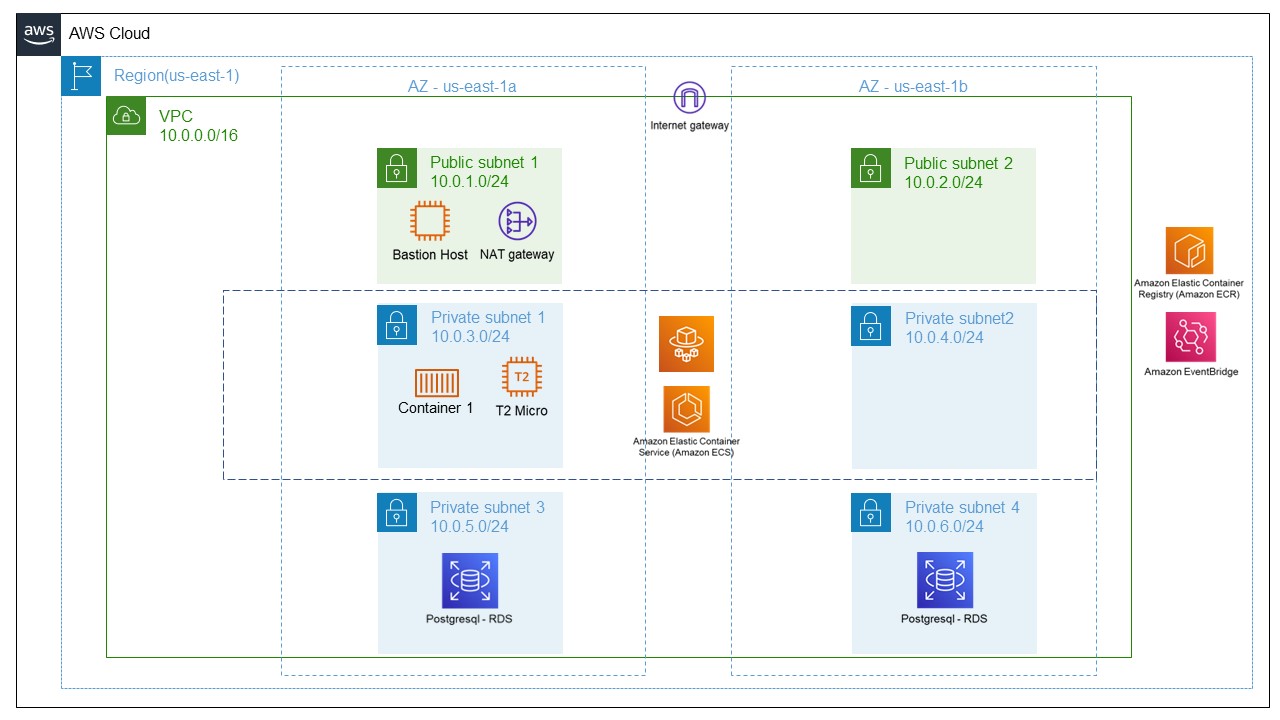 aws
AWS Cloud
Region(us-east-1)
AZ - us-east-1a
AZ - us-east-1b
Internet gateway
VPC
10.0.0.0/16
Public subnet 1
10.0.1.0/24
Bastion Host
NAT gateway
Public subnet 2
10.0.2.0/24
Amazon Elastic Container
Registry (Amazon ECR)
Amazon EventBridge
Private subnet 1
10.0.3.0/24
Container 1
T2
T2 Micro
Amazon Elastic Container
Service (Amazon ECS)
Private subnet2
10.0.4.0/24
Private subnet 3
10.0.5.0/24
Postgresql - RDS
Private subnet 4
10.0.6.0/24
Postgresql - RDS